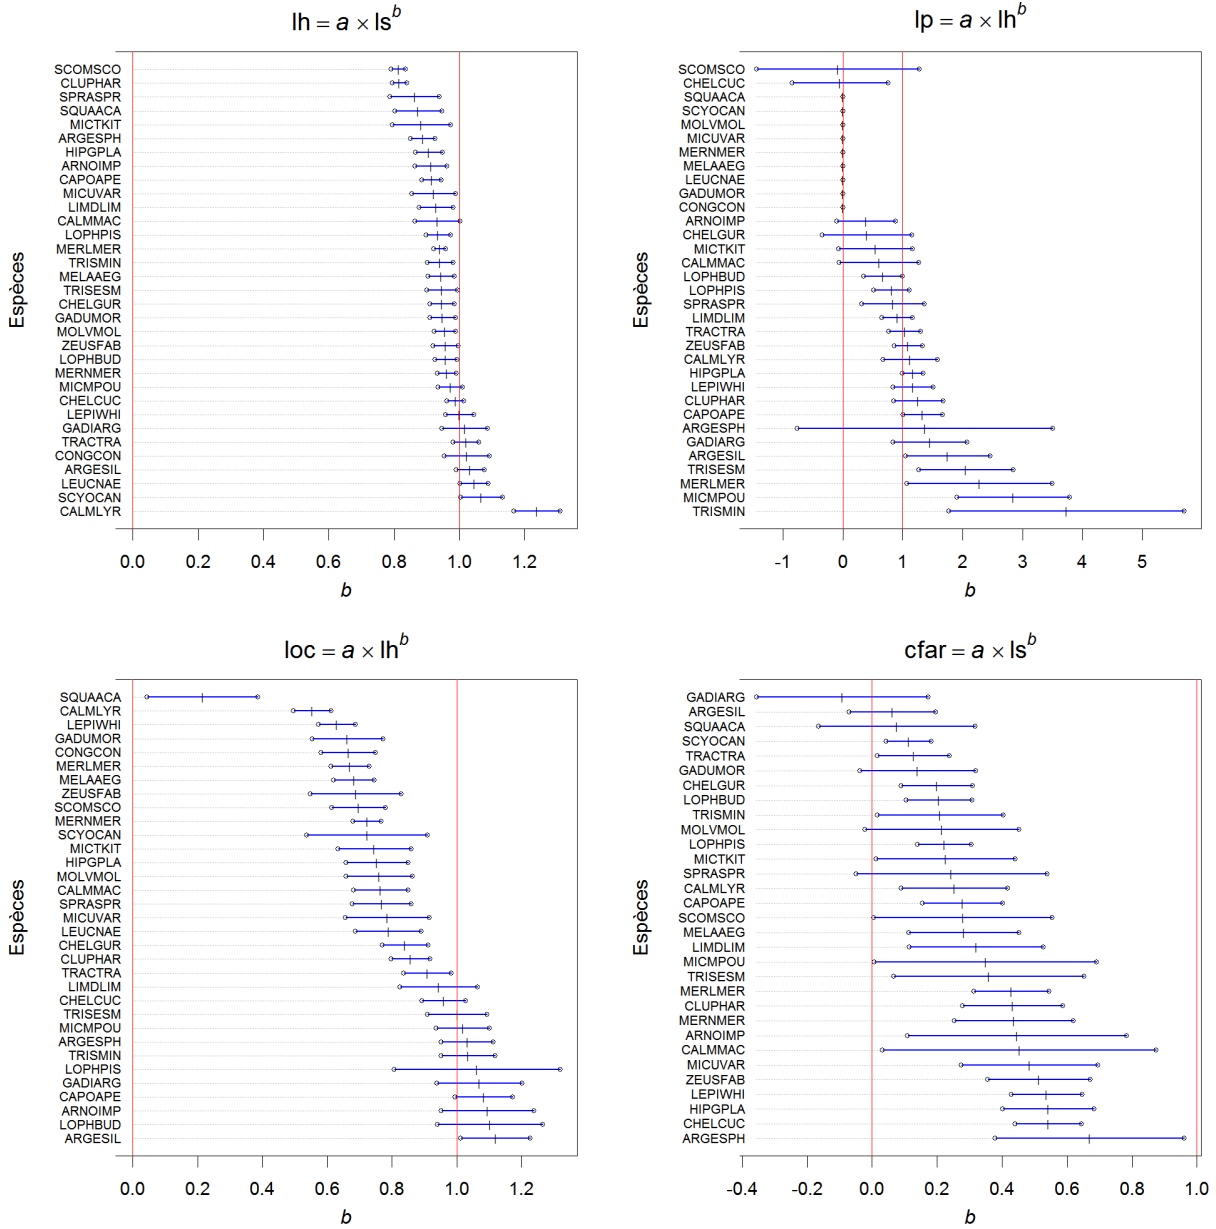 lh = a × ls^b
Espèces
SCOMSCO
CLUPHAR
SPRASPR
SQUAACA
MICTKIT
ARGESPH
HIPGPLA
ARNOIMP
CAPOAPE
MICUVAR
LIMDLIM
CALMMAC
LOPHPIS
MERLMER
TRISMIN
MELAAEG
TRISESM
CHELGUR
GADUMOR
MOLVMOL
ZEUSFAB
LOPHBUD
MERNMER
MICMPOU
CHELCUC
LEPIWHI
GADIARG
TRACTRA
CONGCON
ARGESIL
LEUCNAE
SCYOCAN
CALMLYR
0.0 0.2 0.4 0.6 0.8 1.0 1.2
b
lp = a × lh^b
Espèces
SCOMSCO
CHELCUC
SQUAACA
SCYOCAN
MOLVMOL
MICUVAR
MERNMER
MELAAEG
LEUCNAE
GADUMOR
CONGCON
ARNOIMP
CHELGUR
MICTKIT
CALMMAC
LOPHBUD
LOPHPIS
SPRASPR
LIMDLIM
TRACTRA
ZEUSFAB
CALMLYR
HIPGPLA
LEPIWHI
CLUPHAR
CAPOAPE
ARGESPH
GADIARG
ARGESIL
TRISESM
MERLMER
MICMPOU
TRISMIN
-1 0 1 2 3 4 5
b
loc = a × lh^b
Espèces
SQUAACA
CALMLYR
LEPIWHI
GADUMOR
CONGCON
MERLMER
MELAAEG
ZEUSFAB
SCOMSCO
MERNMER
SCYOCAN
MICTKIT
HIPGPLA
MOLVMOL
CALMMAC
SPRASPR
MICUVAR
LEUCNAE
CHELGUR
CLUPHAR
TRACTRA
LIMDLIM
CHELCUC
TRISESM
MICMPOU
ARGESPH
TRISMIN
LOPHPIS
GADIARG
CAPOAPE
ARNOIMP
LOPHBUD
ARGESIL
0.0 0.2 0.4 0.6 0.8 1.0 1.2
b
cfar = a × ls^b
Espèces
GADIARG
ARGESIL
SQUAACA
SCYOCAN
TRACTRA
GADUMOR
CHELGUR
LOPHBUD
TRISMIN
MOLVMOL
LOPHPIS
MICTKIT
SPRASPR
CALMLYR
CAPOAPE
SCOMSCO
MELAAEG
LIMDLIM
MICMPOU
TRISESM
MERLMER
CLUPHAR
MERNMER
ARNOIMP
CALMMAC
MICUVAR
ZEUSFAB
LEPIWHI
HIPGPLA
CHELCUC
ARGESPH
-0.4 -0.2 0.0 0.2 0.4 0.6 0.8 1.0
b